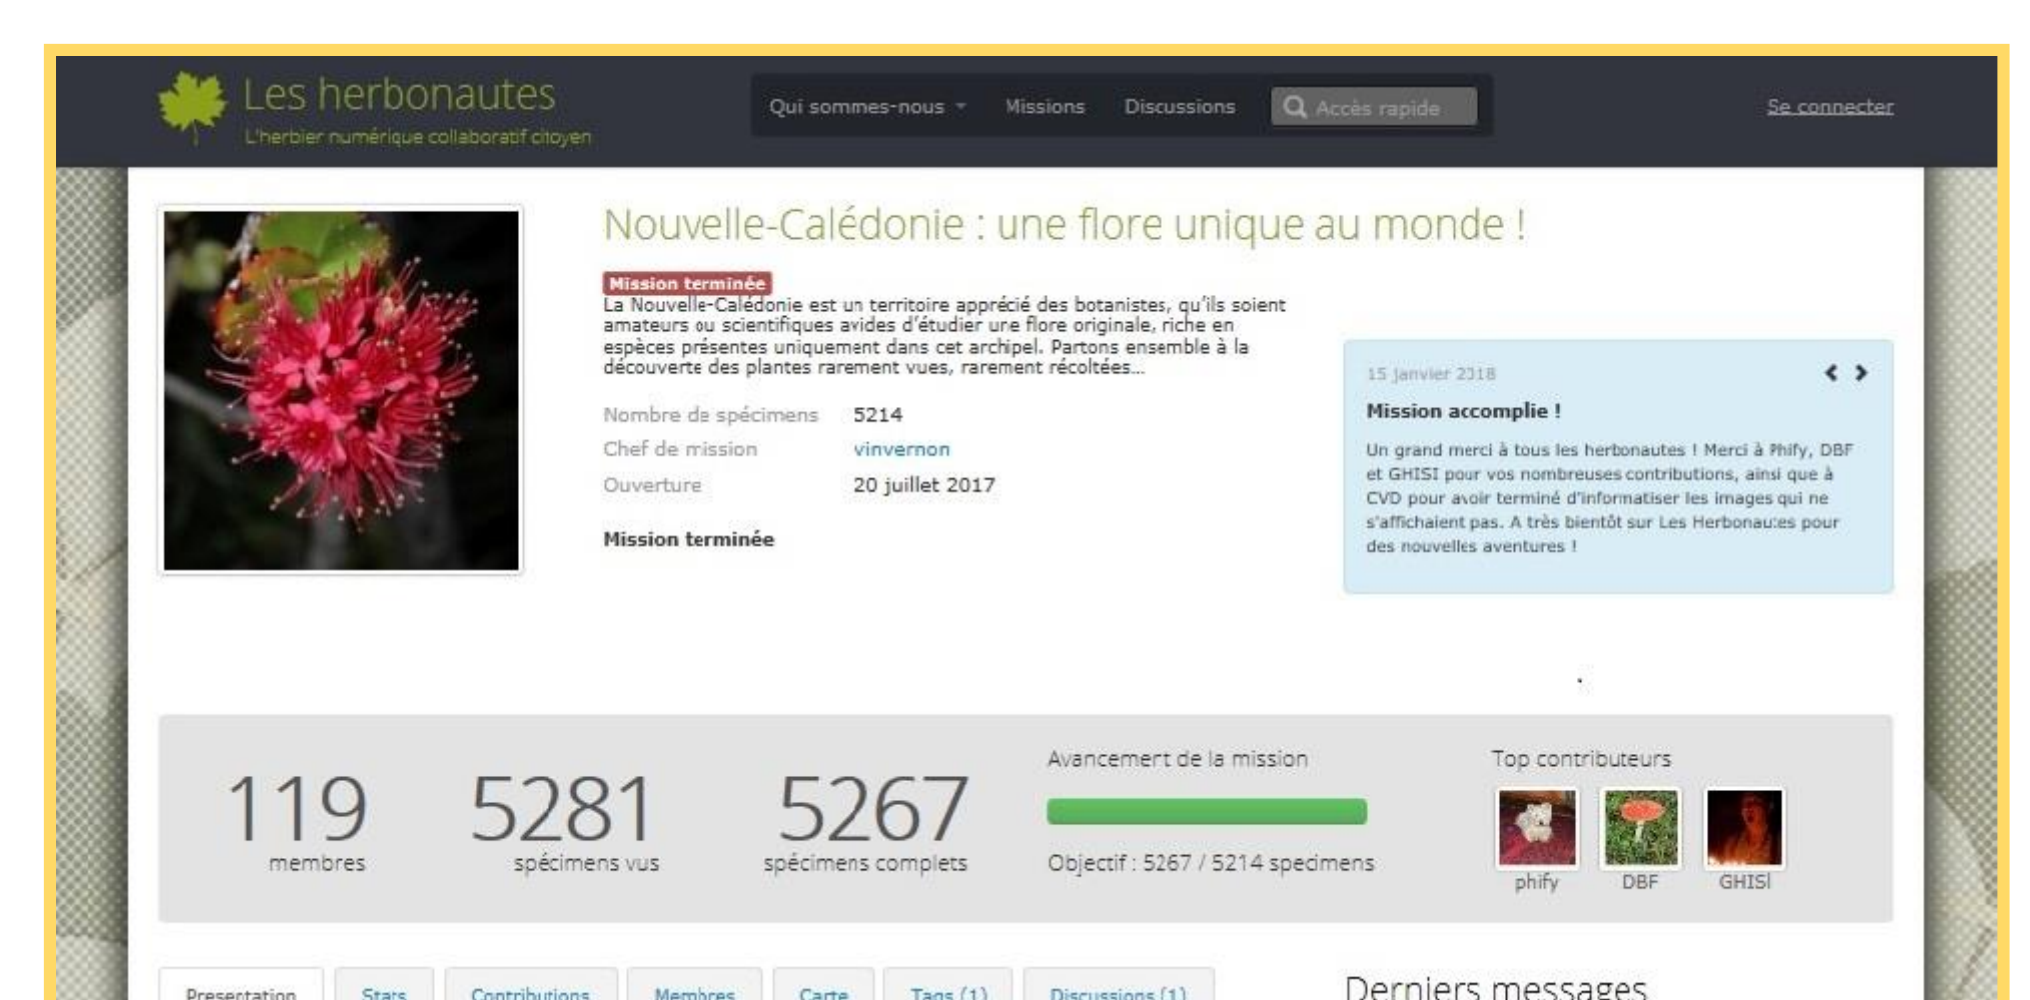 Les herbonautes
L'herbier numérique collaboratif citoyen
Qui sommes-nous
Missions
Discussions
Accès rapide
Se connecter
Nouvelle-Calédonie : une flore unique au monde !
Mission terminée
La Nouvelle-Calédonie est un territoire apprécié des botanistes, qu'ils soient
amateurs ou scientifiques avides d'étudier une flore originale, riche en
espèces présentes uniquement dans cet archipel. Partons ensemble à la
découverte des plantes rarement vues, rarement récoltées...
Nombre de spécimens 5214
Chef de mission vinvernon
Ouverture 20 juillet 2017
Mission terminée
15 janvier 2018
Mission accomplie !
Un grand merci à tous les herbonautes ! Merci à Phify, DBF
et GHISI pour vos nombreuses contributions, ainsi que à
CVD pour avoir terminé d'informatiser les images qui ne
s'affichaient pas. A très bientôt sur Les Herbonautes pour
des nouvelles aventures !
119
membres
5281
spécimens vus
5267
spécimens complets
Avancement de la mission
Objectif : 5267 / 5214 specimens
Top contributeurs
phify
DBF
GHISl
Presentation
Stats
Contributions
Membres
Carte
Tags (1)
Discussions (1)
Derniers messages